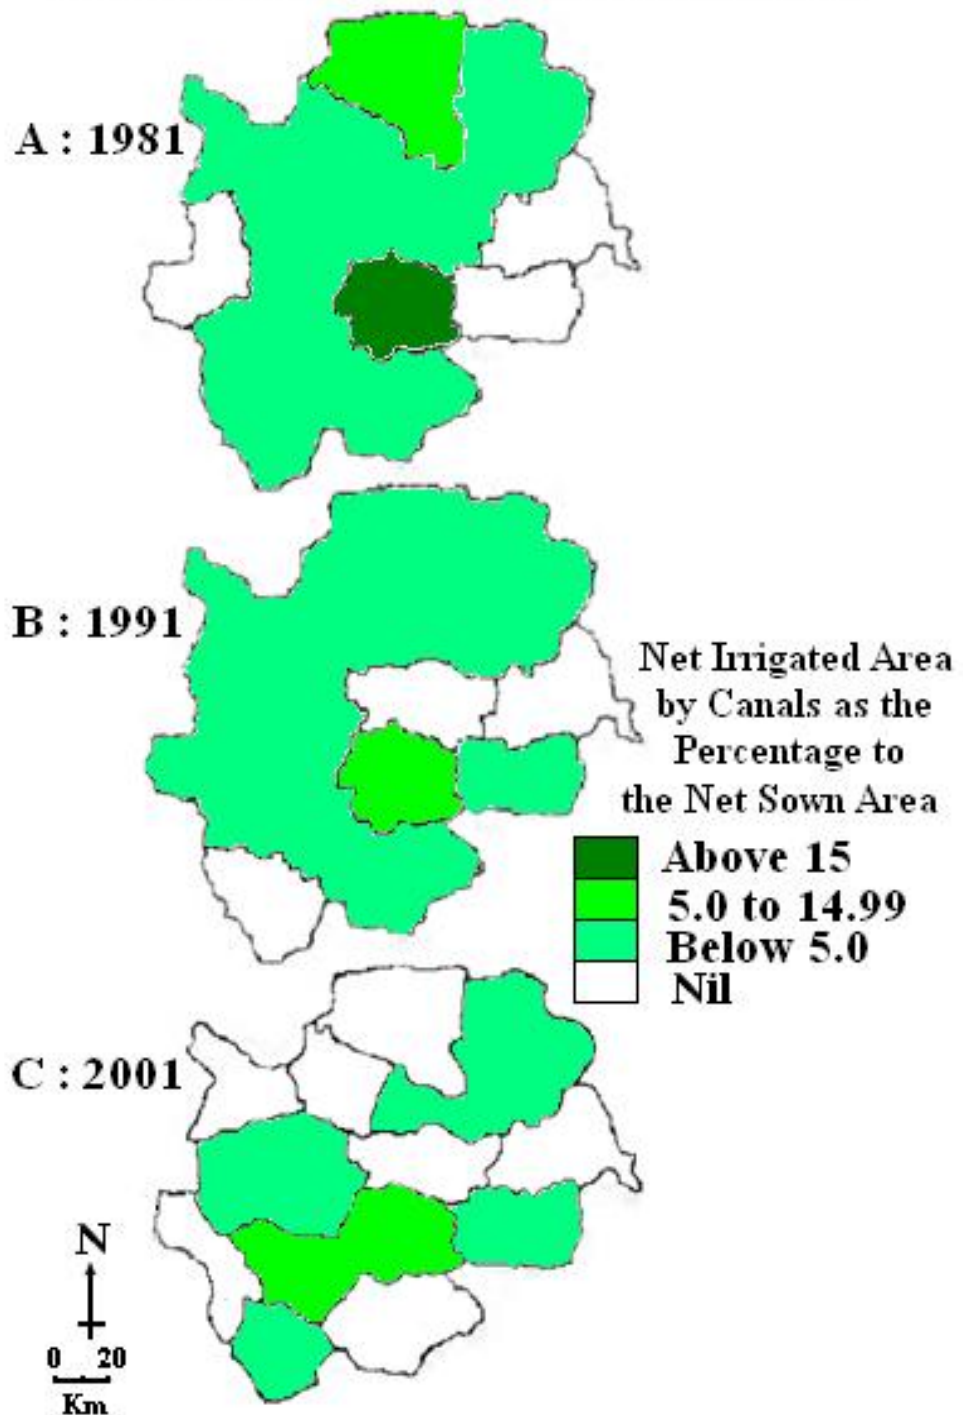 A : 1981
B : 1991
Net Irrigated Area
by Canals as the
Percentage to
the Net Sown Area
Above 15
5.0 to 14.99
Below 5.0
Nil
C : 2001
N
0 20
Km